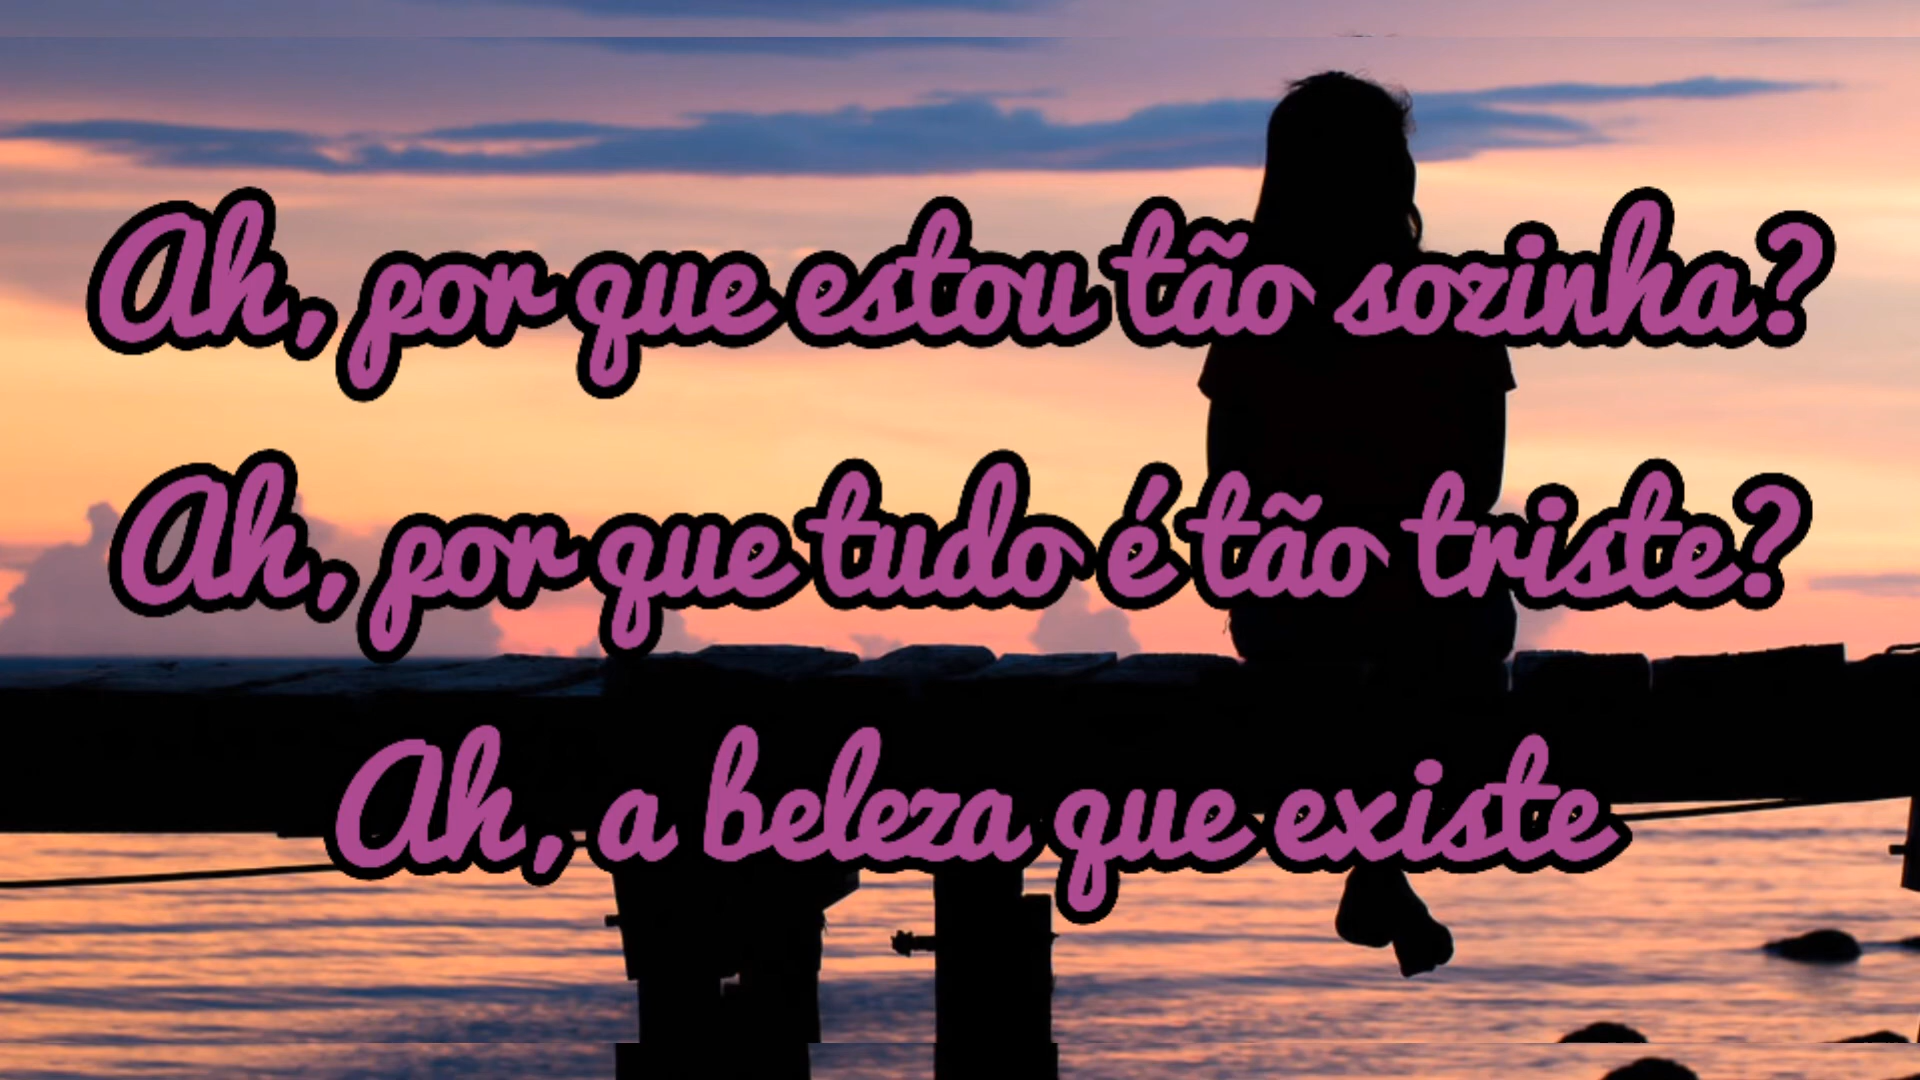 Ah, por que estou tão sozinha?
Ah, por que tudo é tão triste?
Ah, a beleza que existe